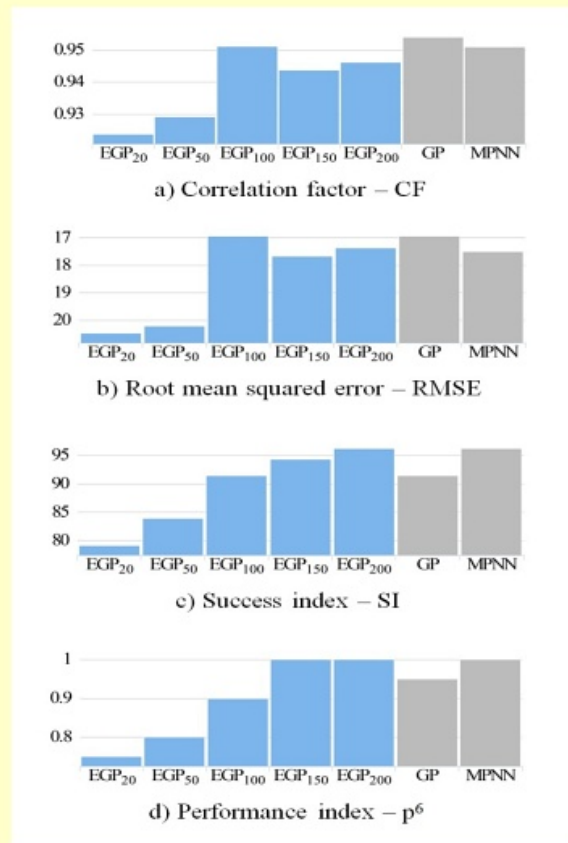 0.95
0.94
0.93
EGP₂₀ EGP₅₀ EGP₁₀₀ EGP₁₅₀ EGP₂₀₀ GP MPNN
a) Correlation factor – CF
17
18
19
20
EGP₂₀ EGP₅₀ EGP₁₀₀ EGP₁₅₀ EGP₂₀₀ GP MPNN
b) Root mean squared error – RMSE
95
90
85
80
EGP₂₀ EGP₅₀ EGP₁₀₀ EGP₁₅₀ EGP₂₀₀ GP MPNN
c) Success index – SI
1
0.9
0.8
EGP₂₀ EGP₅₀ EGP₁₀₀ EGP₁₅₀ EGP₂₀₀ GP MPNN
d) Performance index – p⁶